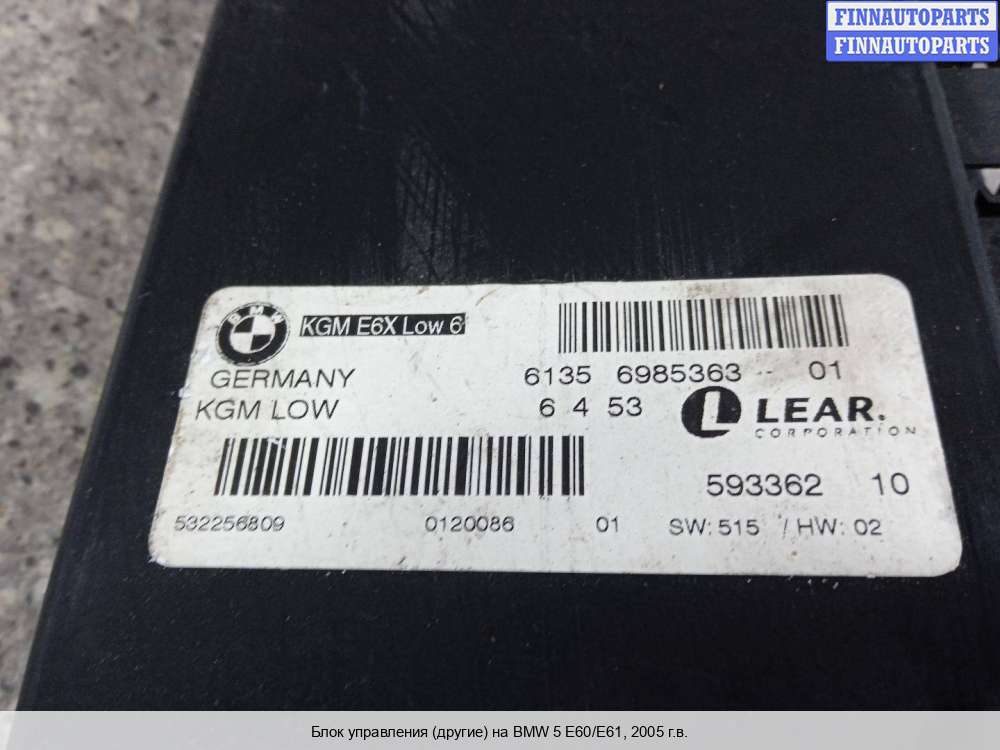 FINNAUTOPARTS
FINNAUTOPARTS
BMW
KGM E6X Low 6
GERMANY
6135 6985363 -- 01
KGM LOW
6 4 53
L LEAR.
CORPORATION
593362 10
532256809 0120086 01 SW: 515 / HW: 02
Блок управления (другие) на BMW 5 E60/E61, 2005 г.в.